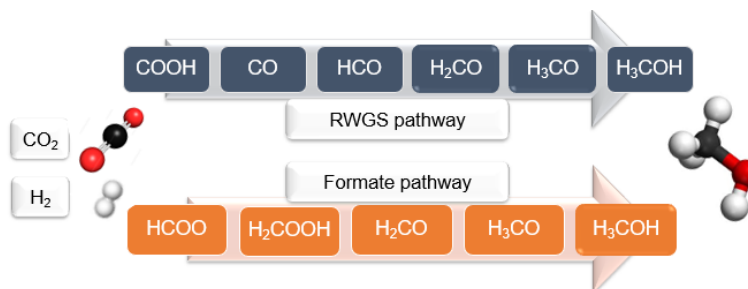 COOH CO HCO H₂CO H₃CO H₃COH
RWGS pathway
CO₂
Formate pathway
H₂
HCOO H₂COOH H₂CO H₃CO H₃COH